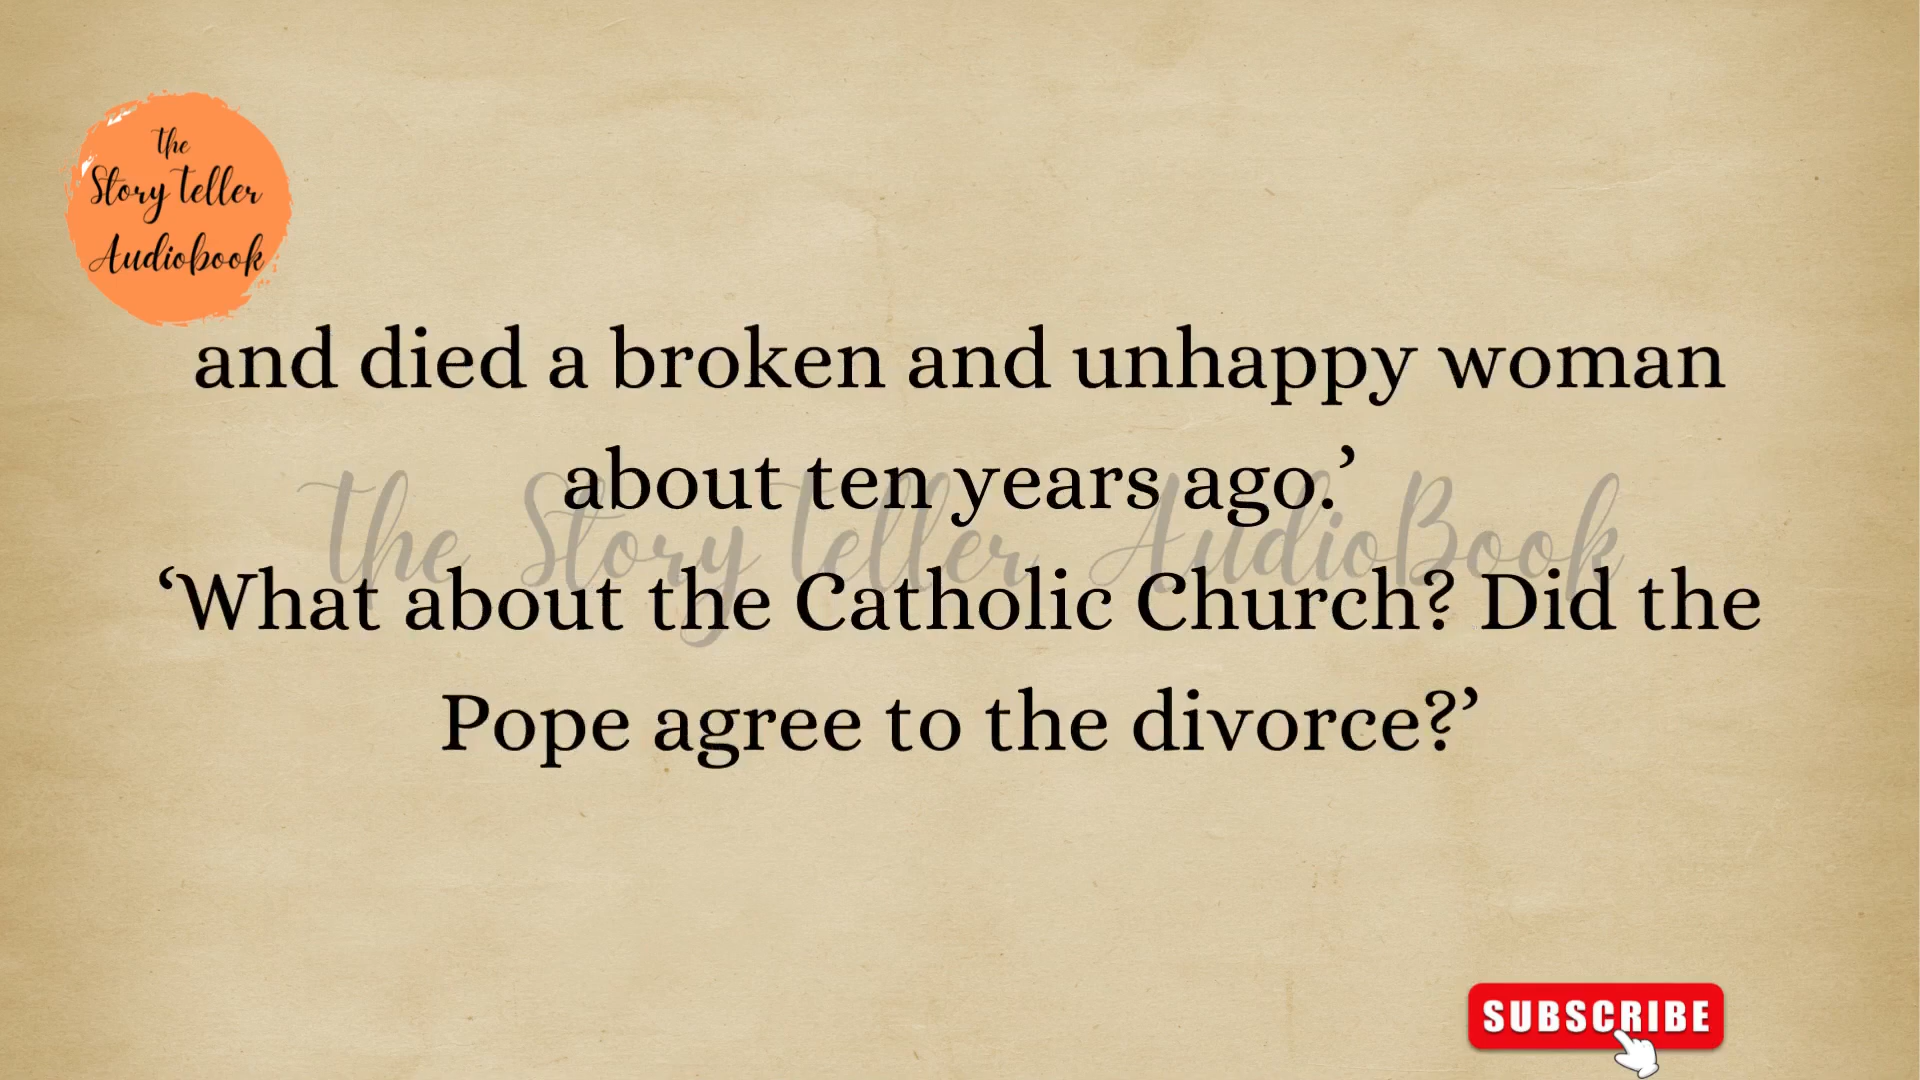 the
Story teller
Audiobook
and died a broken and unhappy woman
about ten years ago.’
the Story teller AudioBook
‘What about the Catholic Church? Did the
Pope agree to the divorce?’
SUBSCRIBE